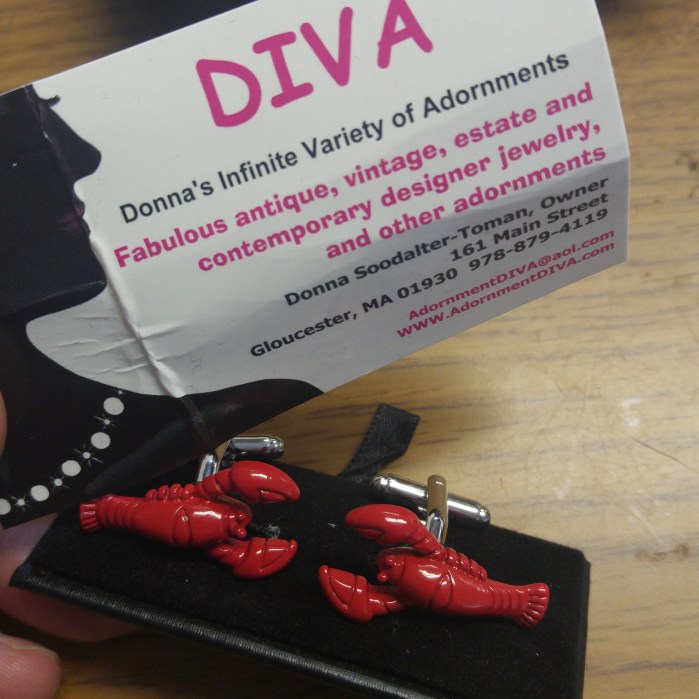 DIVA
Donna's Infinite Variety of Adornments
Fabulous antique, vintage, estate and
contemporary designer jewelry,
and other adornments
Donna Soodalter-Toman, Owner
161 Main Street
Gloucester, MA 01930 978-879-4119
AdornmentDIVA@aol.com
www.AdornmentDIVA.com